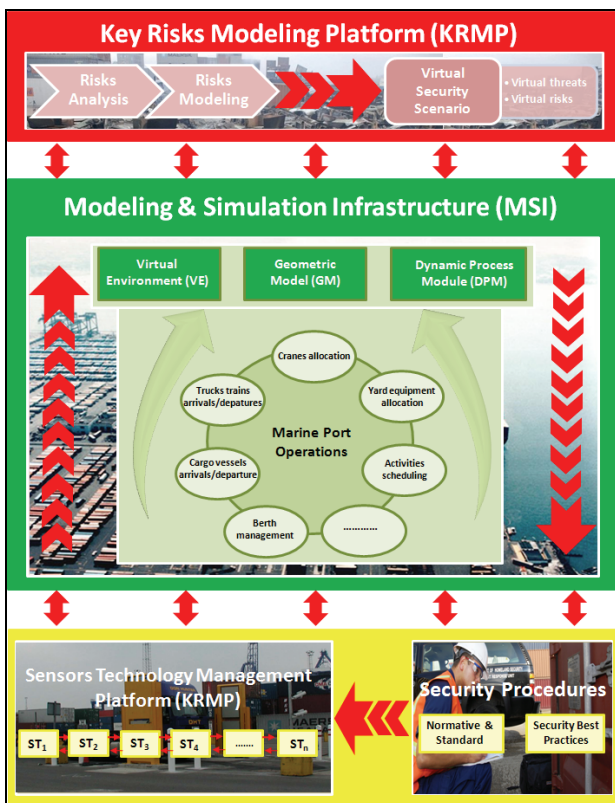 Key Risks Modeling Platform (KRMP)
Risks
Analysis
Risks
Modeling
Virtual
Security
Scenario
• Virtual threats
• Virtual risks
Modeling & Simulation Infrastructure (MSI)
Virtual
Environment (VE)
Geometric
Model (GM)
Dynamic Process
Module (DPM)
Cranes allocation
Trucks trains
arrivals/depatures
Yard equipment
allocation
Marine Port
Operations
Cargo vessels
arrivals/departure
Activities
scheduling
Berth
management
…………
Sensors Technology Management
Platform (KRMP)
ST1
ST2
ST3
ST4
.......
STn
Security Procedures
Normative &
Standard
Security Best
Practices